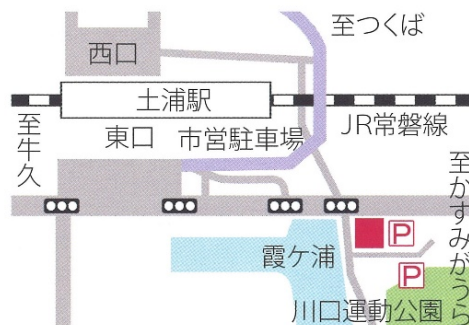 至つくば
西口
土浦駅
JR常磐線
至牛久
東口
市営駐車場
至かすみがうら
P
霞ケ浦
P
川口運動公園